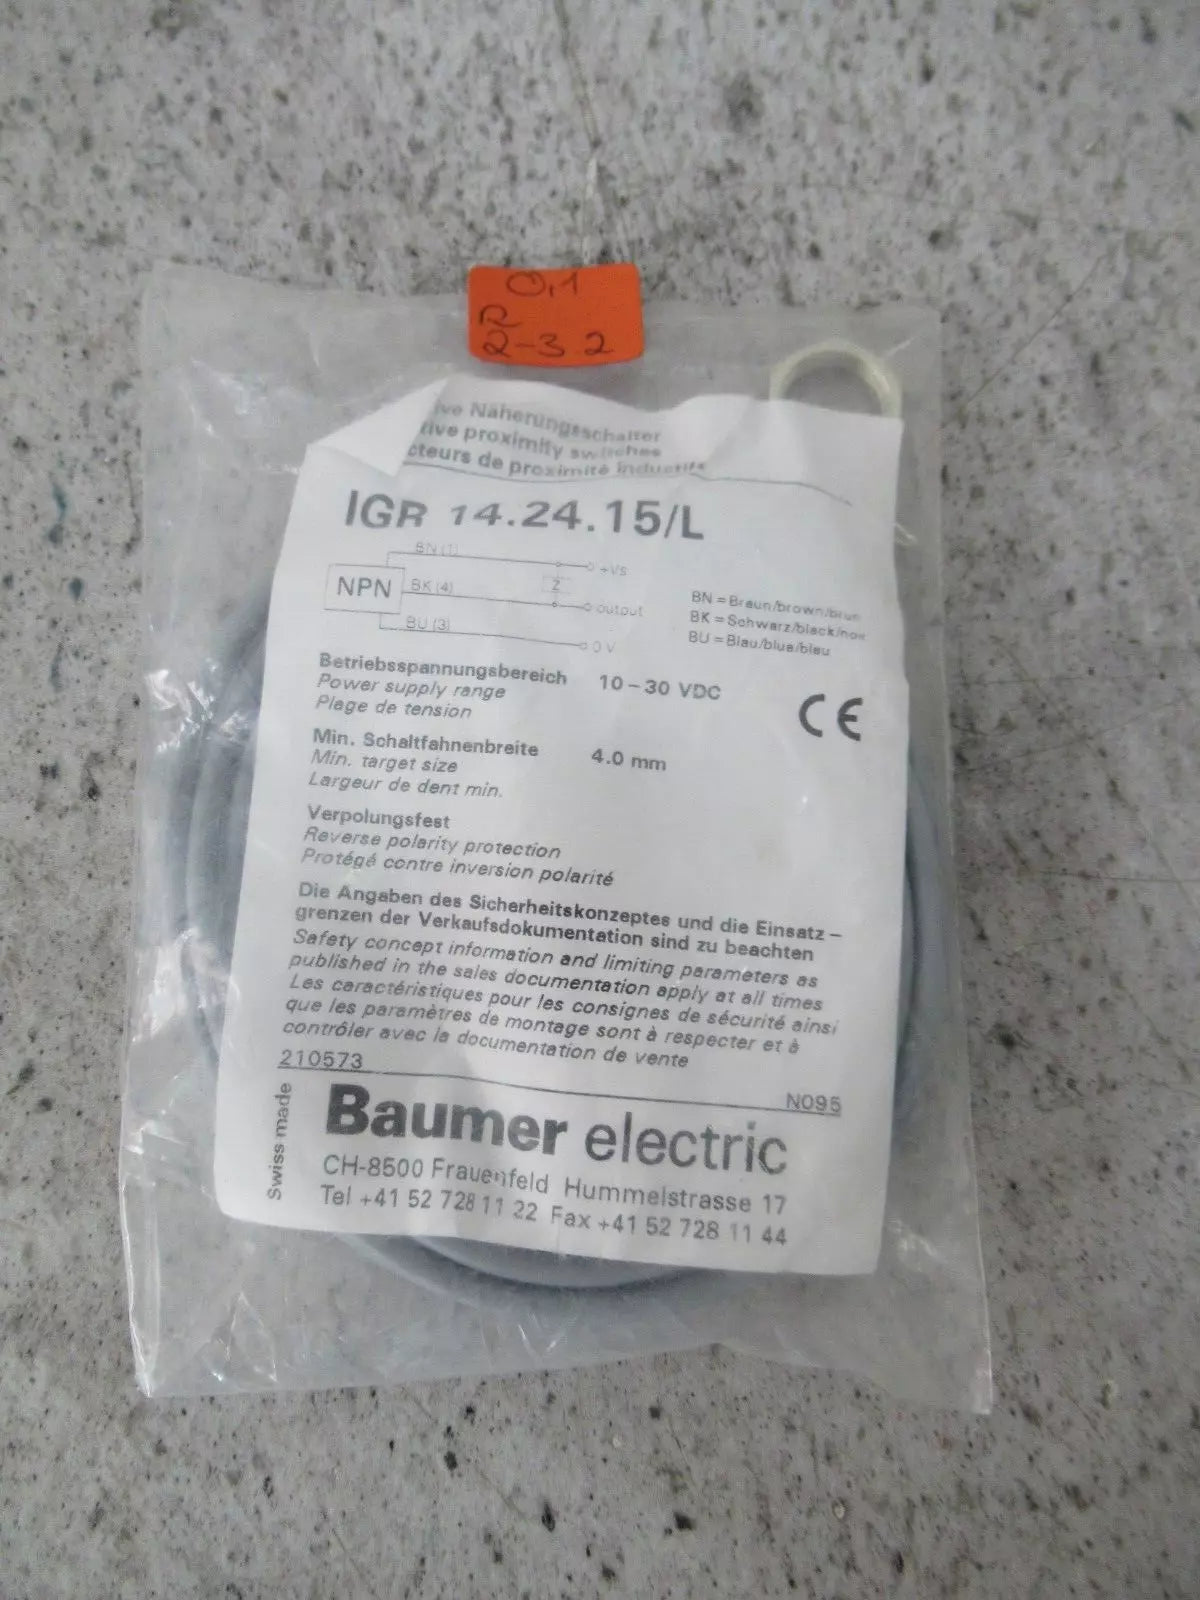 0,1
R
2-3.2
ive Näherungsschalter
tive proximity switches
cteurs de proximité inductifs
IGR 14.24.15/L
BN (1)
+Vs
NPN
BK (4)
Z
output
BU (3)
0 V
BN = Braun/brown/brun
BK = Schwarz/black/noir
BU = Blau/blue/bleu
Betriebsspannungsbereich 10 – 30 VDC
Power supply range
Plage de tension
CE
Min. Schaltfahnenbreite 4.0 mm
Min. target size
Largeur de dent min.
Verpolungsfest
Reverse polarity protection
Protégé contre inversion polarité
Die Angaben des Sicherheitskonzeptes und die Einsatz –
grenzen der Verkaufsdokumentation sind zu beachten
Safety concept information and limiting parameters as
published in the sales documentation apply at all times
Les caractéristiques pour les consignes de sécurité ainsi
que les paramètres de montage sont à respecter et à
contrôler avec la documentation de vente
210573
N095
Swiss made
Baumer electric
CH-8500 Frauenfeld Hummelstrasse 17
Tel +41 52 728 11 22 Fax +41 52 728 11 44